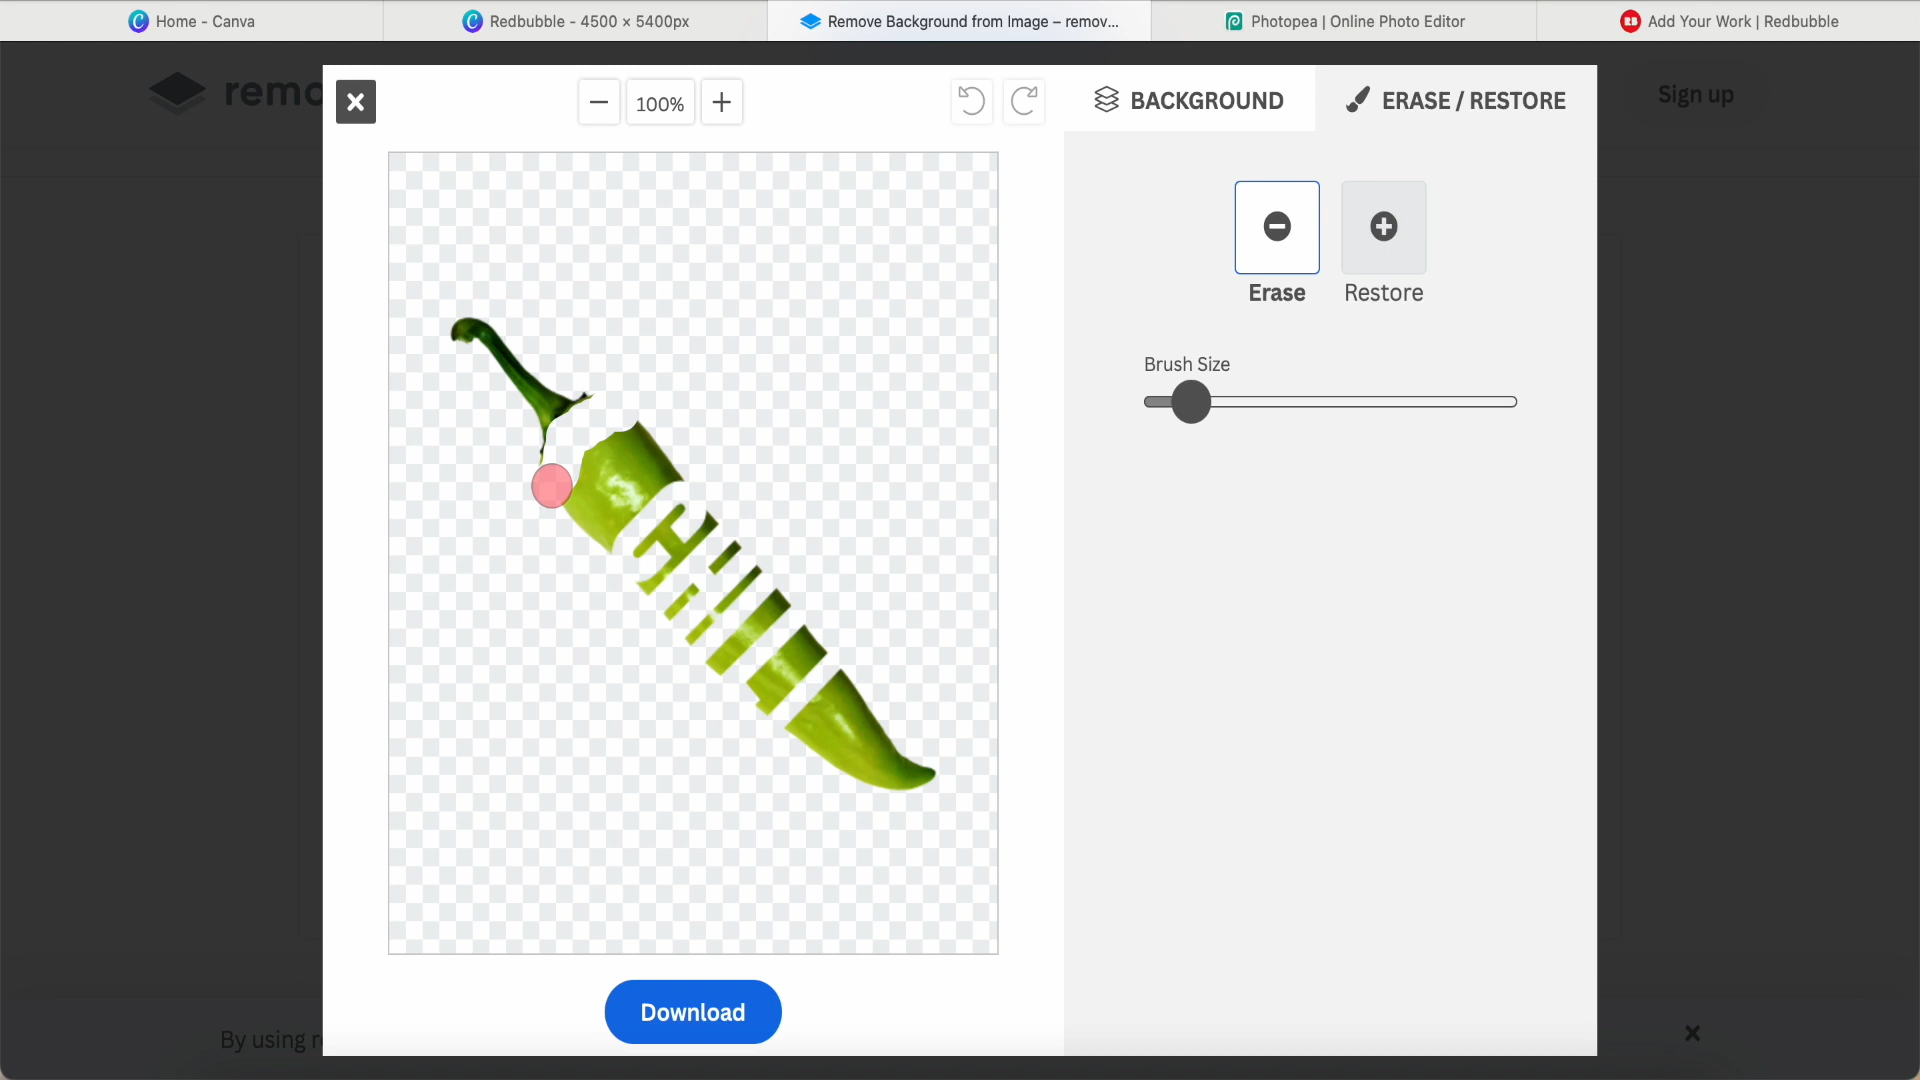 Home - Canva
Redbubble - 4500 × 5400px
Remove Background from Image – remov...
Photopea | Online Photo Editor
Add Your Work | Redbubble
remo
100%
BACKGROUND
ERASE / RESTORE
Sign up
Erase
Restore
Brush Size
Download
By using r